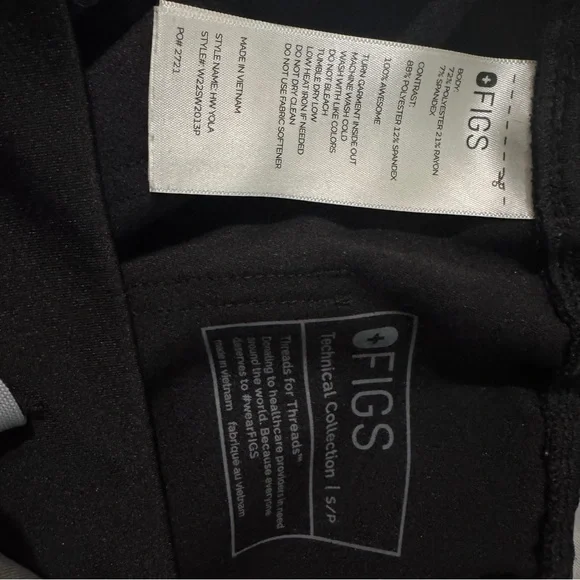 FIGS
BODY:
72% POLYESTER 21% RAYON
7% SPANDEX
CONTRAST:
88% POLYESTER 12% SPANDEX
100% AWESOME
TURN GARMENT INSIDE OUT
MACHINE WASH COLD
WASH WITH LIKE COLORS
DO NOT BLEACH
TUMBLE DRY LOW
LOW HEAT IRON IF NEEDED
DO NOT DRY CLEAN
DO NOT USE FABRIC SOFTENER
MADE IN VIETNAM
STYLE NAME: HW YOLA
STYLE#: W22SW2013P
PO# 2721
FIGS
Technical Collection | S/P
Threads for Threads™
Donating to healthcare providers in need
around the world. Because everyone
deserves to #wearFIGS
made in vietnam fabriqué au vietnam